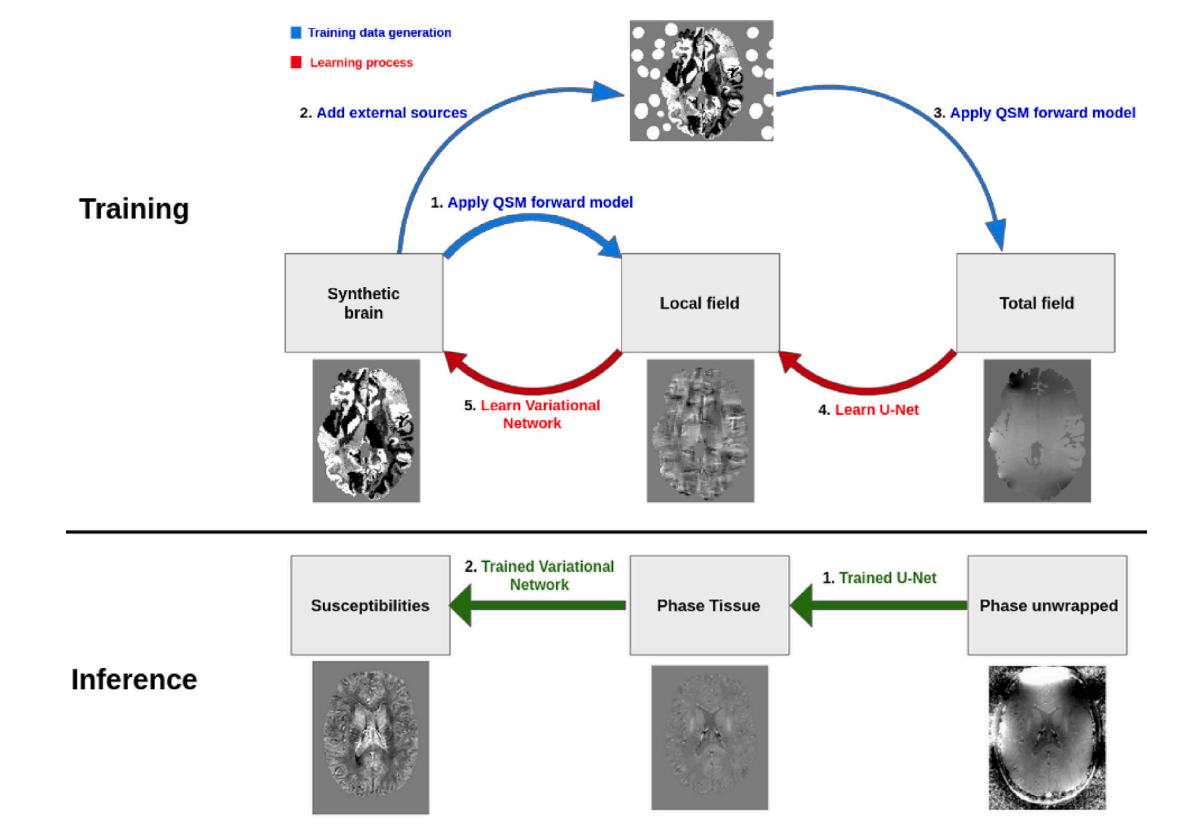 Training data generation
Learning process
2. Add external sources
3. Apply QSM forward model
1. Apply QSM forward model
Training
Synthetic
brain
Local field
Total field
5. Learn Variational
Network
4. Learn U-Net
2. Trained Variational
Network
1. Trained U-Net
Susceptibilities
Phase Tissue
Phase unwrapped
Inference